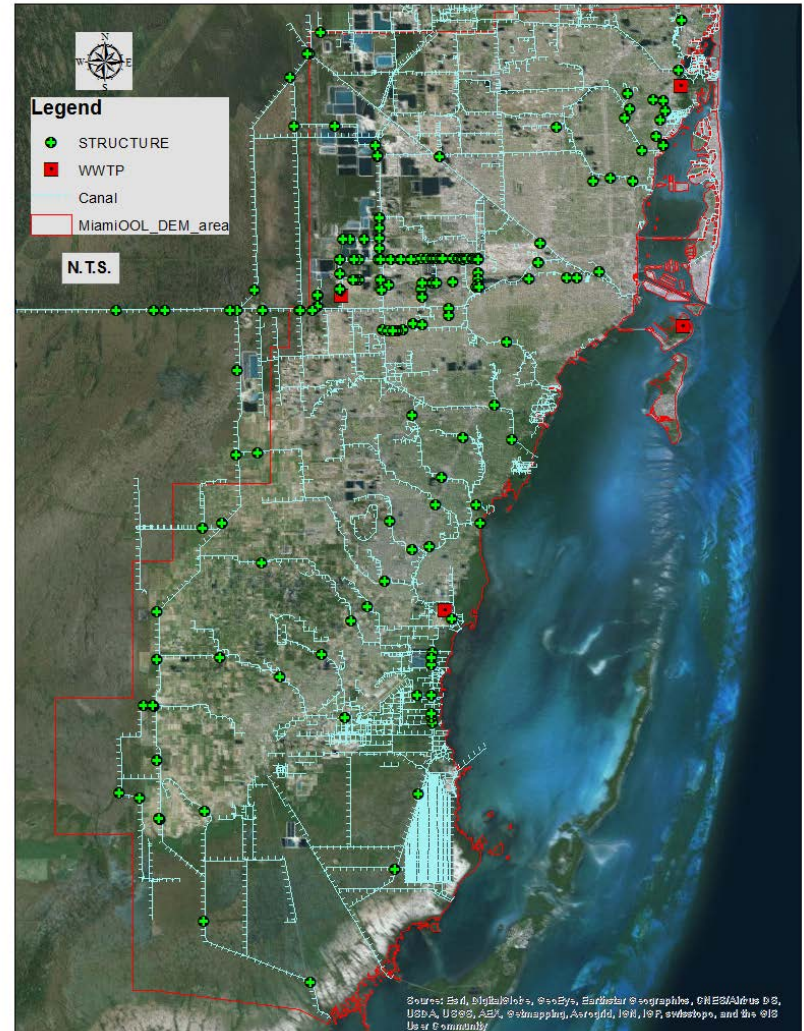 N
W E
S
Legend
STRUCTURE
WWTP
Canal
MiamiOOL_DEM_area
N.T.S.
Source: Esri, DigitalGlobe, GeoEye, Earthstar Geographics, CNES/Airbus DS,
USDA, USGS, AEX, Getmapping, Aerogrid, IGN, IGP, swisstopo, and the GIS
User Community